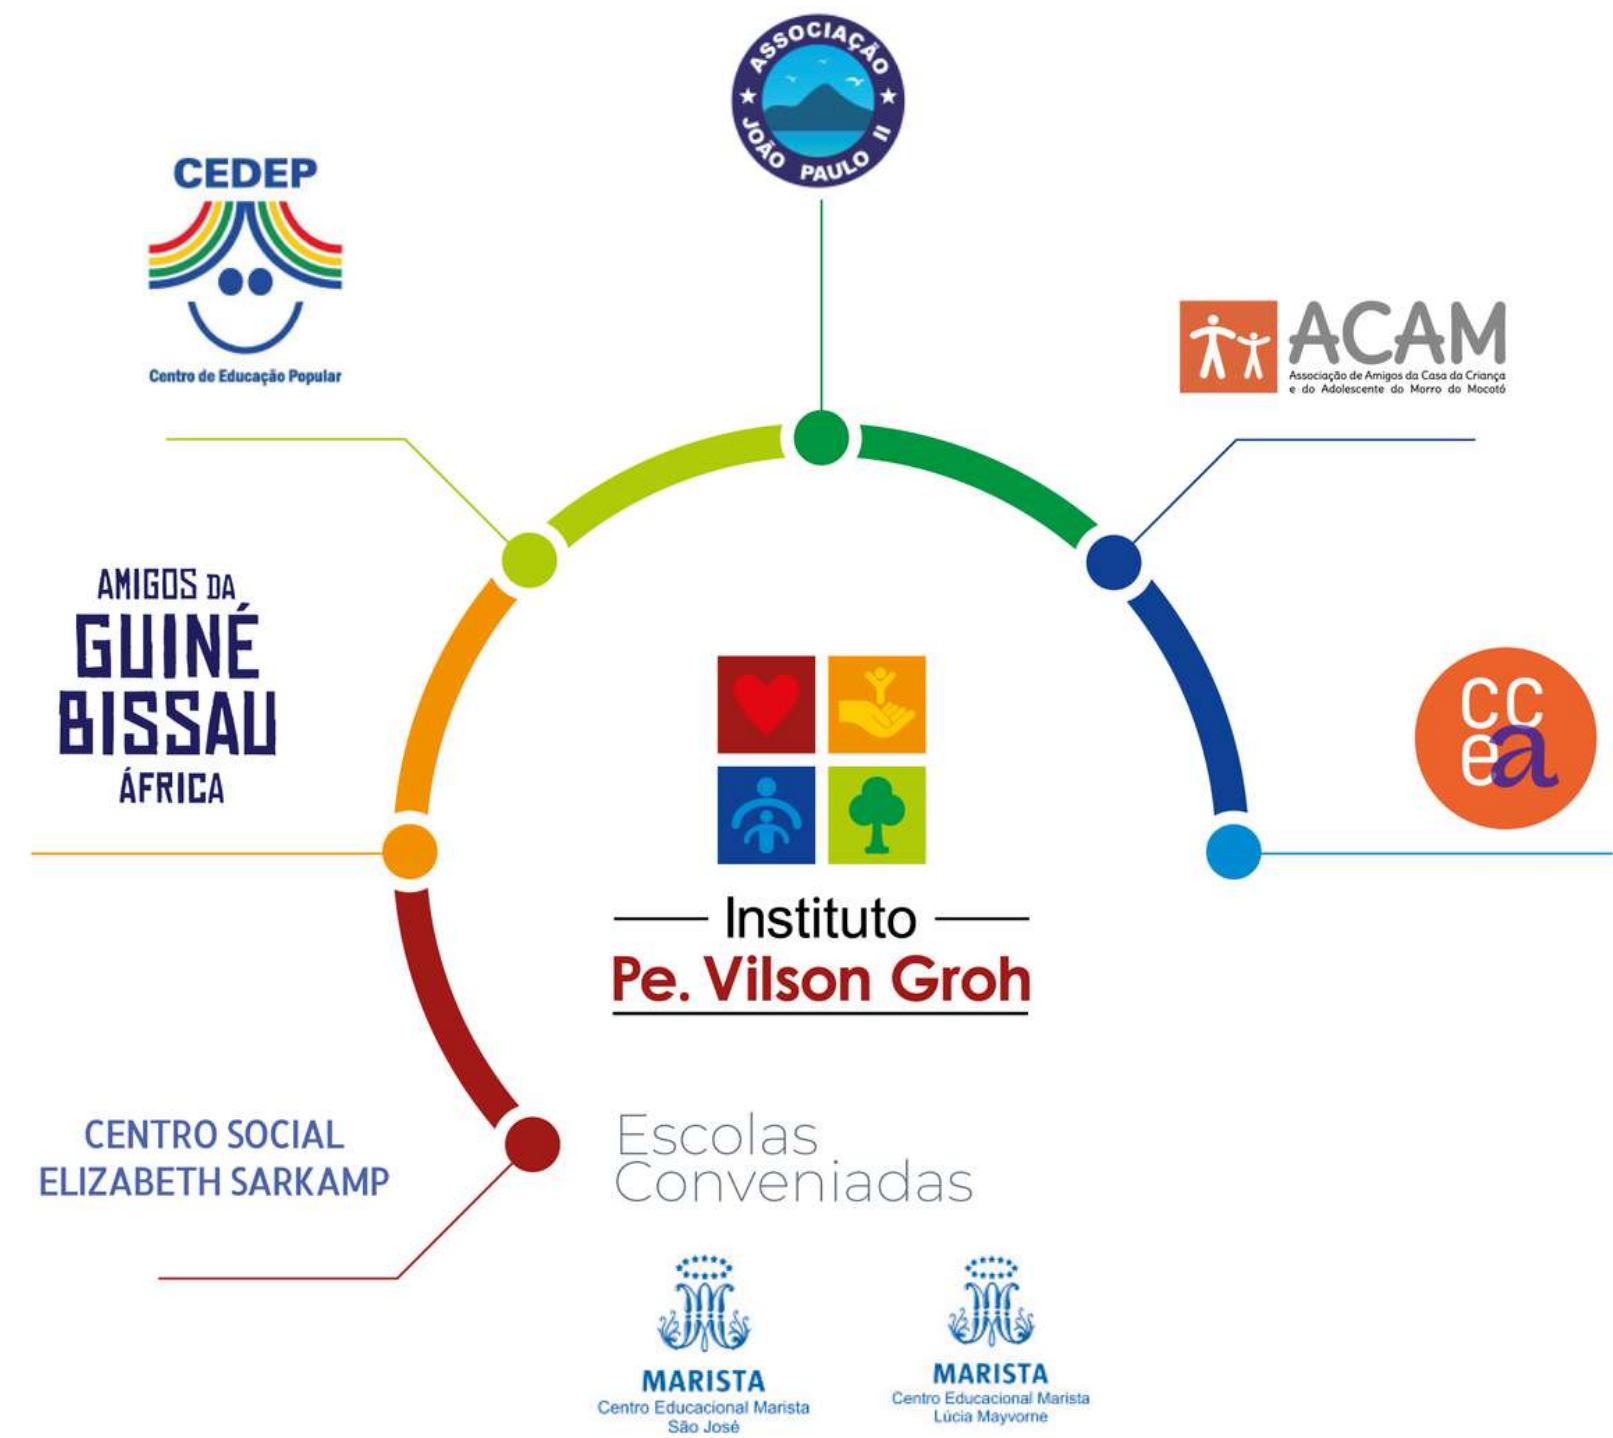 ASSOCIAÇÃO
JOÃO PAULO II
CEDEP
Centro de Educação Popular
ACAM
Associação de Amigos da Casa da Criança
e do Adolescente do Morro do Mocotó
AMIGOS DA
GUINÉ
BISSAU
ÁFRICA
cc
ea
Instituto
Pe. Vilson Groh
CENTRO SOCIAL
ELIZABETH SARKAMP
Escolas
Conveniadas
MARISTA
Centro Educacional Marista
São José
MARISTA
Centro Educacional Marista
Lúcia Mayvorne